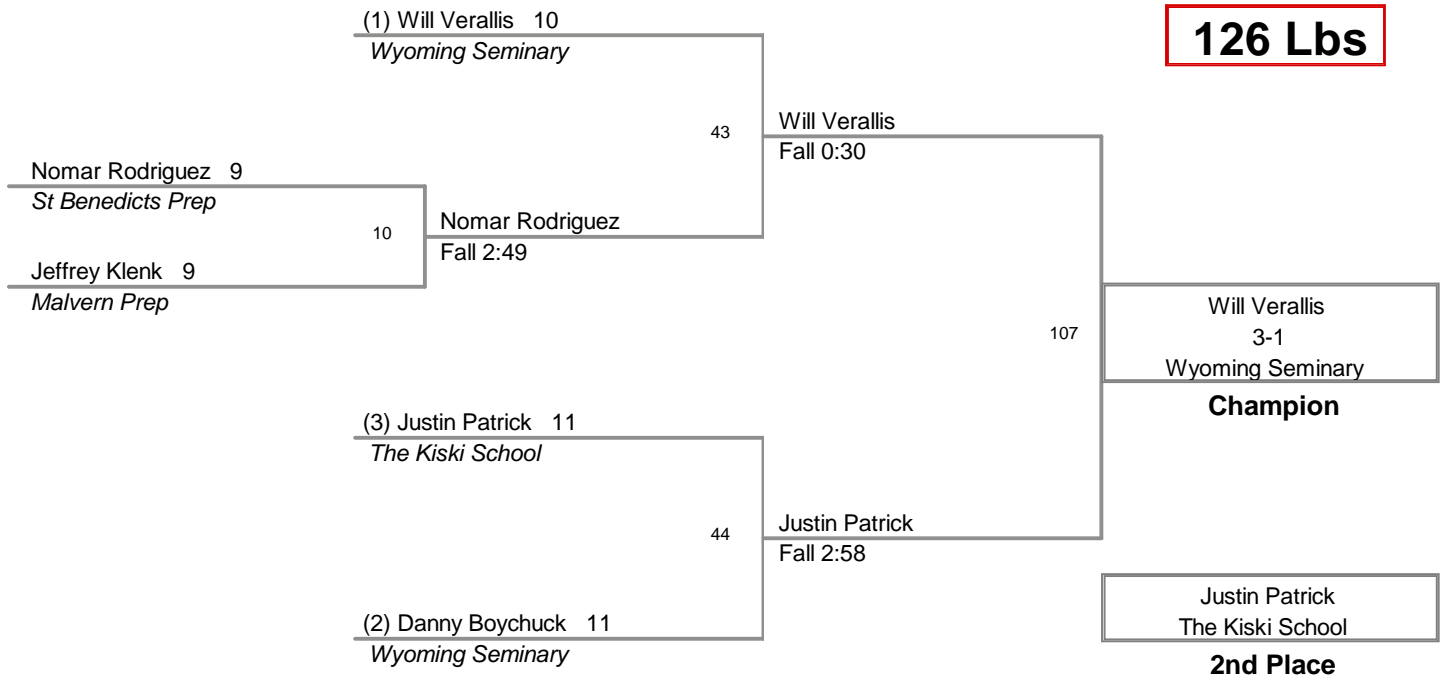 (1) Will Verallis 10
Wyoming Seminary
126 Lbs
43
Will Verallis
Fall 0:30
Nomar Rodriguez 9
St Benedicts Prep
10
Nomar Rodriguez
Fall 2:49
Jeffrey Klenk 9
Malvern Prep
107
Will Verallis
3-1
Wyoming Seminary
Champion
(3) Justin Patrick 11
The Kiski School
44
Justin Patrick
Fall 2:58
(2) Danny Boychuck 11
Wyoming Seminary
Justin Patrick
The Kiski School
2nd Place